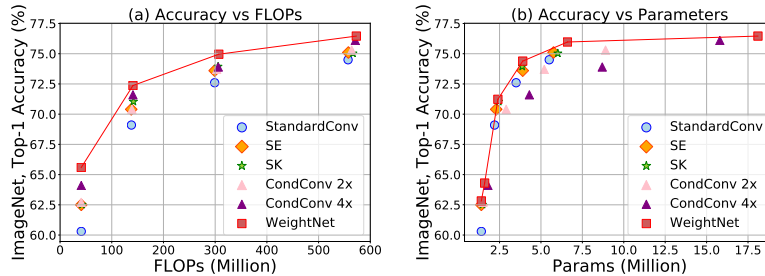 (a) Accuracy vs FLOPs
ImageNet, Top-1 Accuracy (%)
77.5
75.0
72.5
70.0
67.5
65.0
62.5
60.0
StandardConv
SE
SK
CondConv 2x
CondConv 4x
WeightNet
0 100 200 300 400 500 600
FLOPs (Million)
(b) Accuracy vs Parameters
ImageNet, Top-1 Accuracy (%)
77.5
75.0
72.5
70.0
67.5
65.0
62.5
60.0
StandardConv
SE
SK
CondConv 2x
CondConv 4x
WeightNet
2.5 5.0 7.5 10.0 12.5 15.0 17.5
Params (Million)